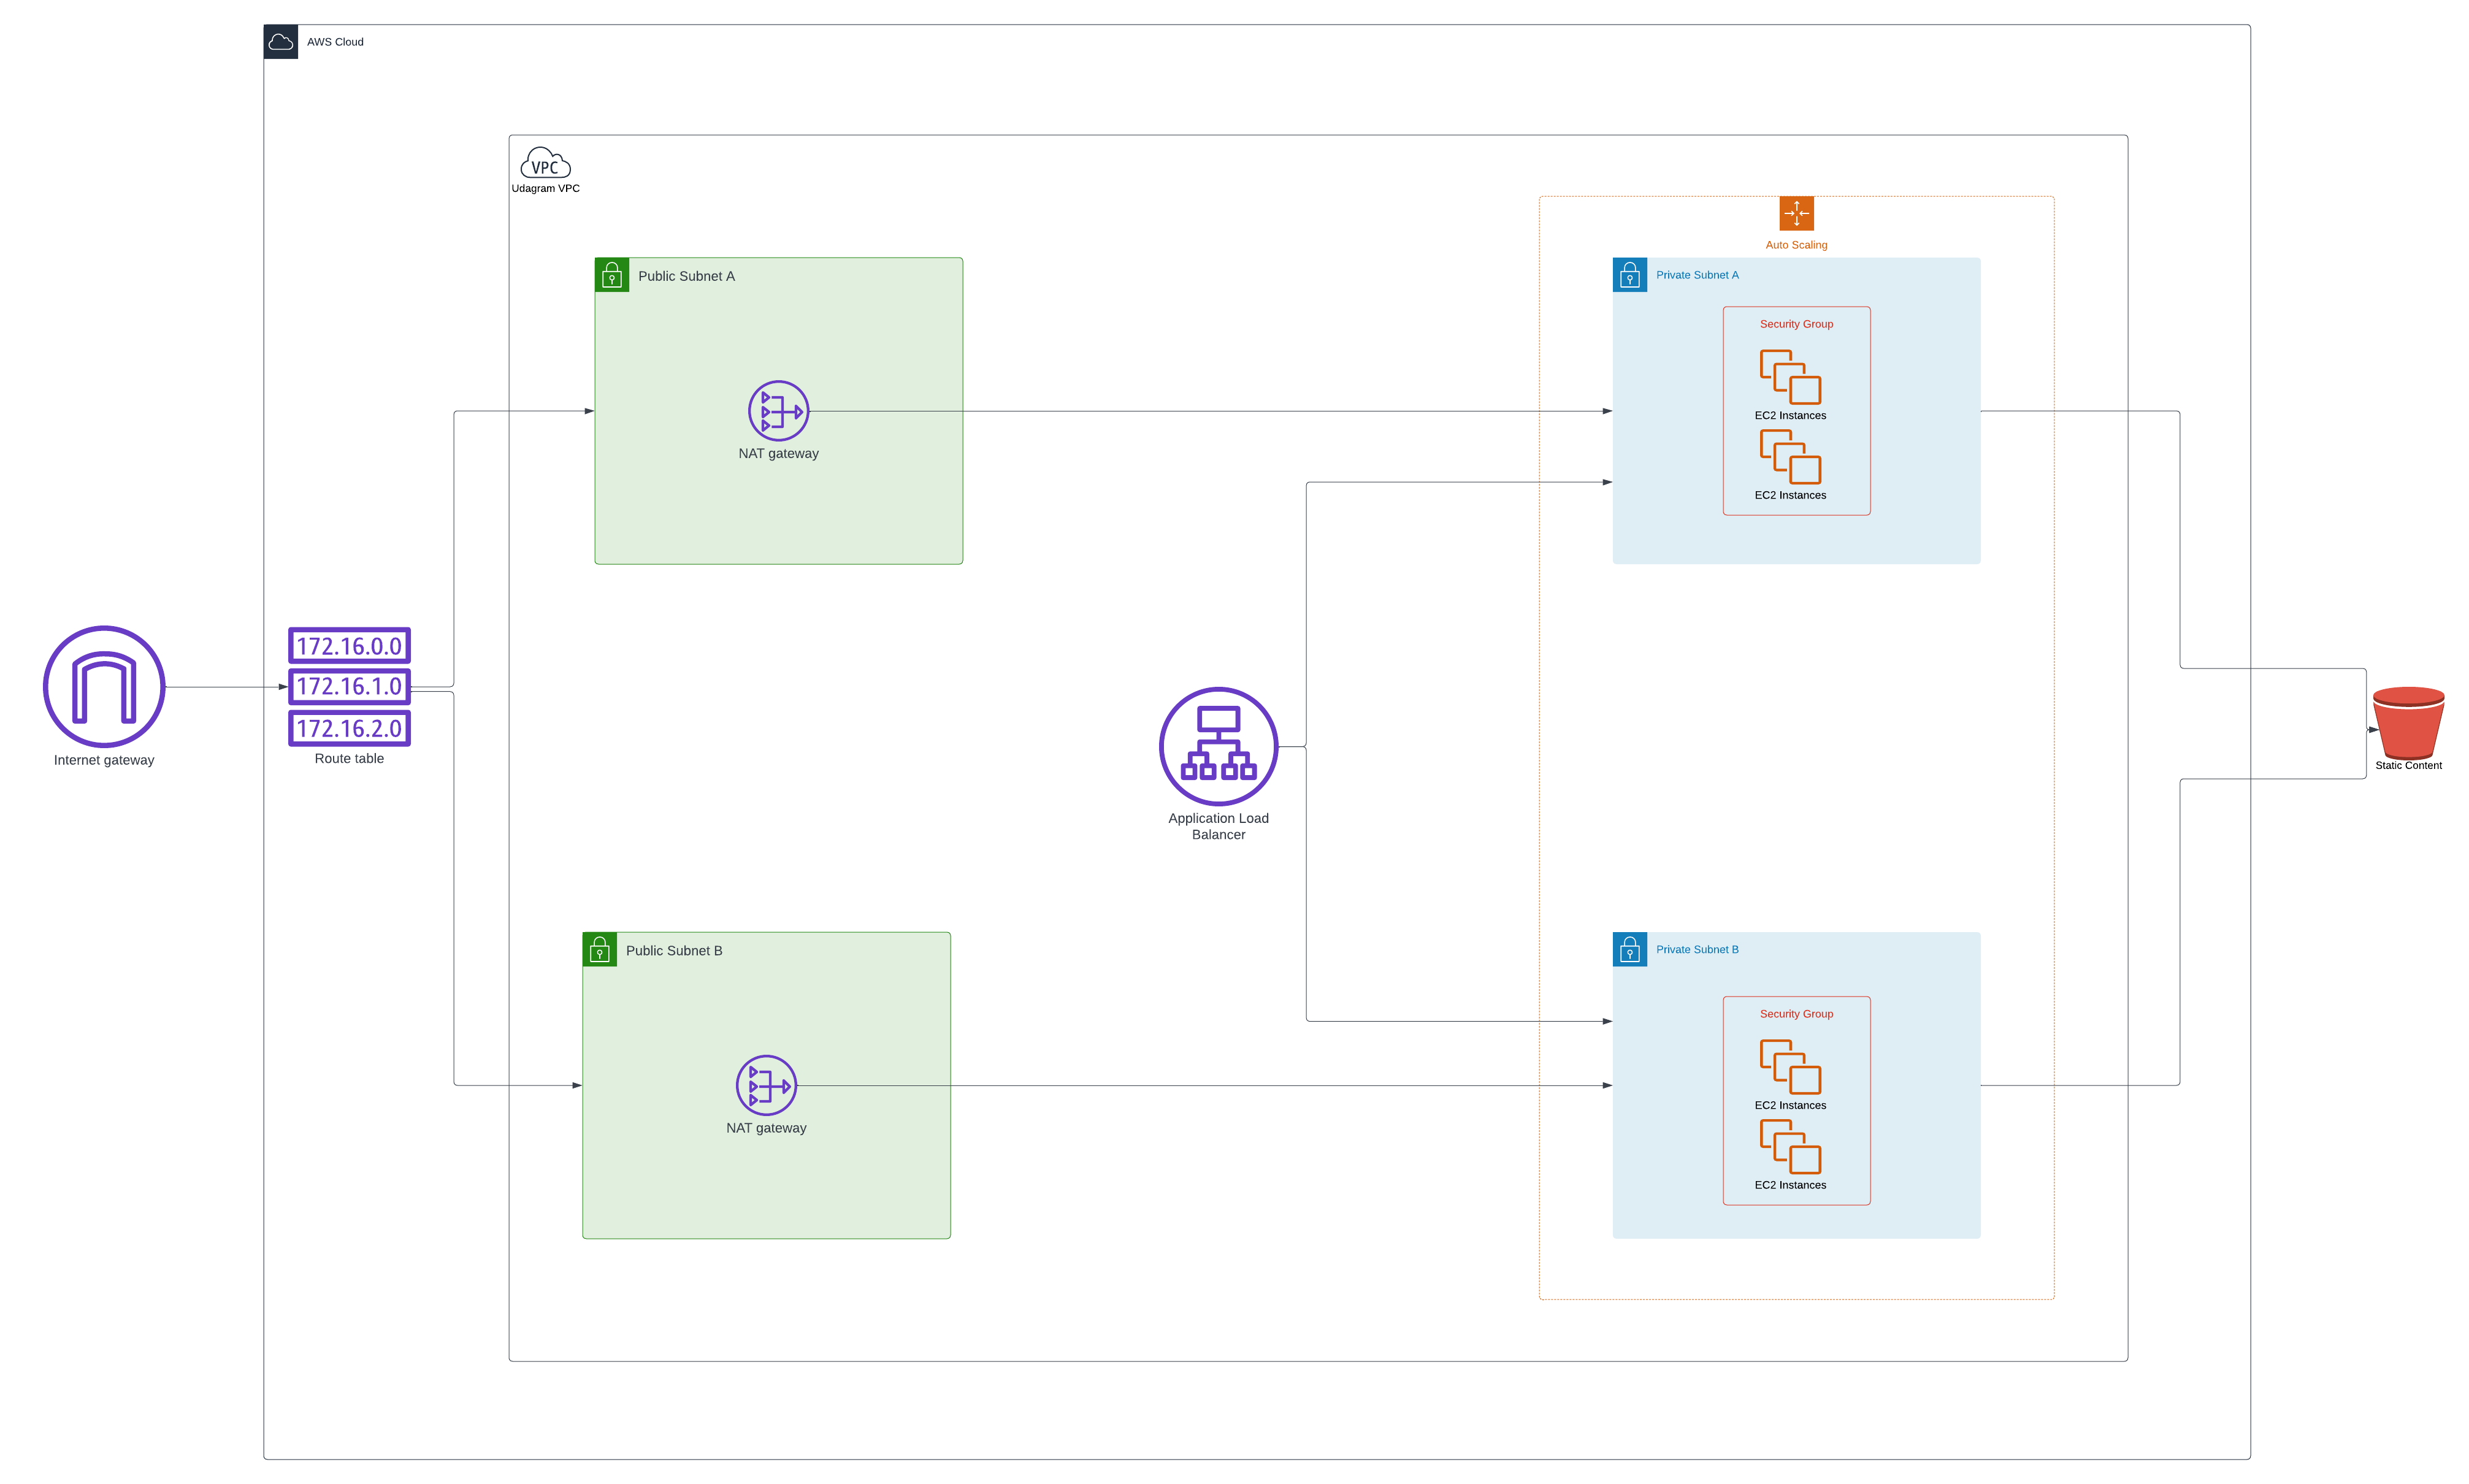 AWS Cloud
VPC
Udagram VPC
Auto Scaling
Public Subnet A
NAT gateway
Private Subnet A
Security Group
EC2 Instances
EC2 Instances
Internet gateway
172.16.0.0
172.16.1.0
172.16.2.0
Route table
Application Load
Balancer
Static Content
Public Subnet B
NAT gateway
Private Subnet B
Security Group
EC2 Instances
EC2 Instances